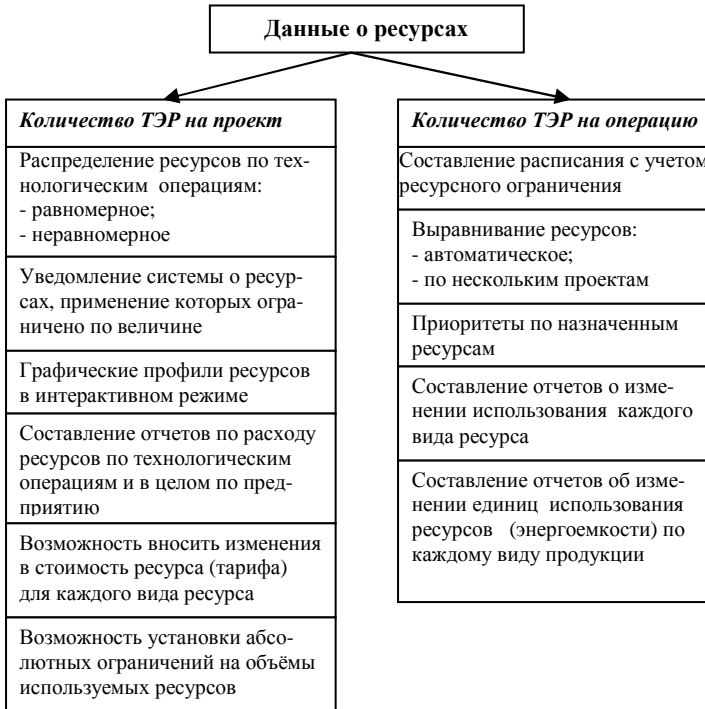 Данные о ресурсах
Количество ТЭР на проект
Распределение ресурсов по тех-
нологическим операциям:
- равномерное;
- неравномерное
Уведомление системы о ресур-
сах, применение которых огра-
ничено по величине
Графические профили ресурсов
в интерактивном режиме
Составление отчетов по расходу
ресурсов по технологическим
операциям и в целом по пред-
приятию
Возможность вносить изменения
в стоимость ресурса (тарифа)
для каждого вида ресурса
Возможность установки абсо-
лютных ограничений на объёмы
используемых ресурсов
Количество ТЭР на операцию
Составление расписания с учетом
ресурсного ограничения
Выравнивание ресурсов:
- автоматическое;
- по нескольким проектам
Приоритеты по назначенным
ресурсам
Составление отчетов о изме-
нении использования каждого
вида ресурса
Составление отчетов об изме-
нении единиц использования
ресурсов (энергоемкости) по
каждому виду продукции